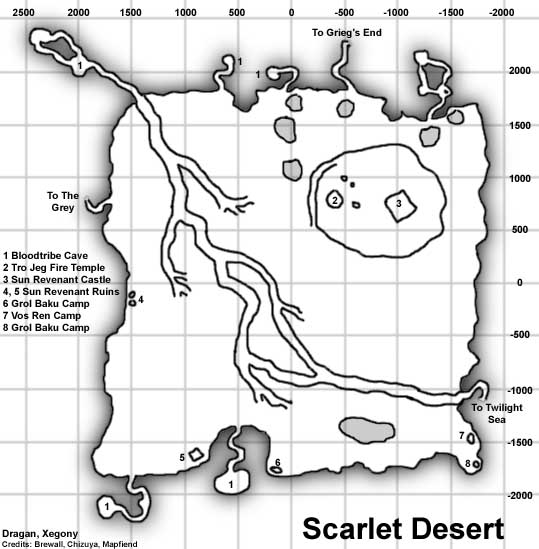 2500 2000 1500 1000 500 0 -500 -1000 -1500 -2000
To Grieg's End
1
1
1
2000
1500
1000
To The
Grey
2
3
500
1 Bloodtribe Cave
2 Tro Jeg Fire Temple
3 Sun Revenant Castle
4, 5 Sun Revenant Ruins
6 Grol Baku Camp
7 Vos Ren Camp
8 Grol Baku Camp
0
4
-500
-1000
To Twilight
Sea
7
-1500
5
6
8
1
-2000
1
Dragan, Xegony
Credits: Brewall, Chizuya, Mapfiend
Scarlet Desert